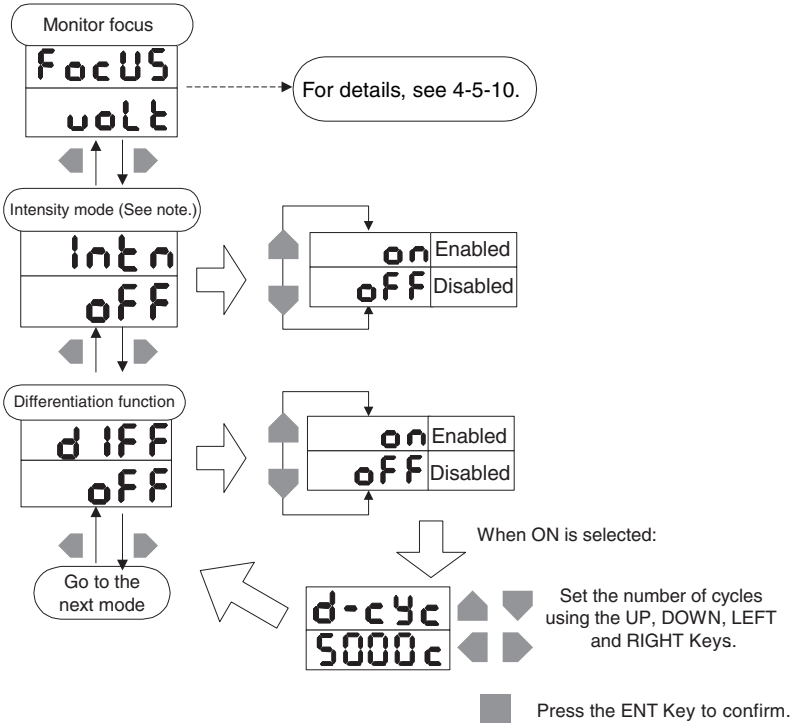 Monitor focus
FocUS
volt
For details, see 4-5-10.
Intensity mode (See note.)
Intn
oFF
on Enabled
oFF Disabled
Differentiation function
dIFF
oFF
on Enabled
oFF Disabled
When ON is selected:
Go to the
next mode
d-cyc
5000c
Set the number of cycles
using the UP, DOWN, LEFT
and RIGHT Keys.
Press the ENT Key to confirm.